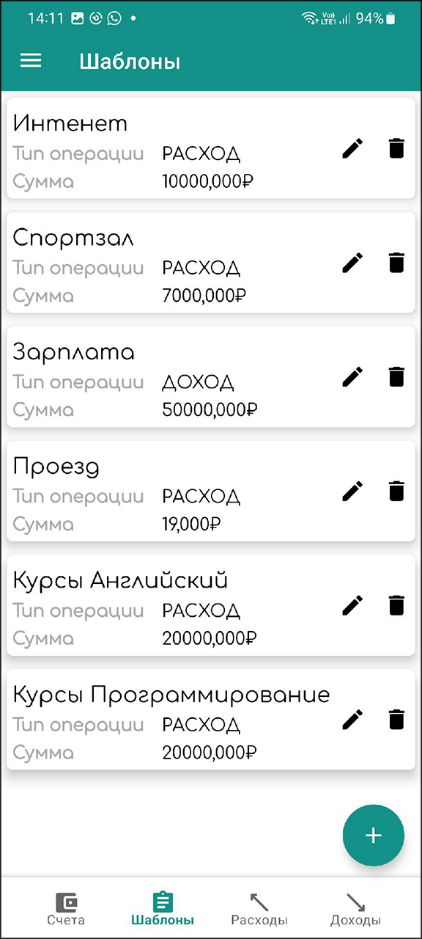 14:11 94%
Vo)) LTE1
Шаблоны
Интенет
Тип операции РАСХОД
Сумма 10000,000₽
Спортзал
Тип операции РАСХОД
Сумма 7000,000₽
Зарплата
Тип операции ДОХОД
Сумма 50000,000₽
Проезд
Тип операции РАСХОД
Сумма 19,000₽
Курсы Английский
Тип операции РАСХОД
Сумма 20000,000₽
Курсы Программирование
Тип операции РАСХОД
Сумма 20000,000₽
Счета Шаблоны Расходы Доходы